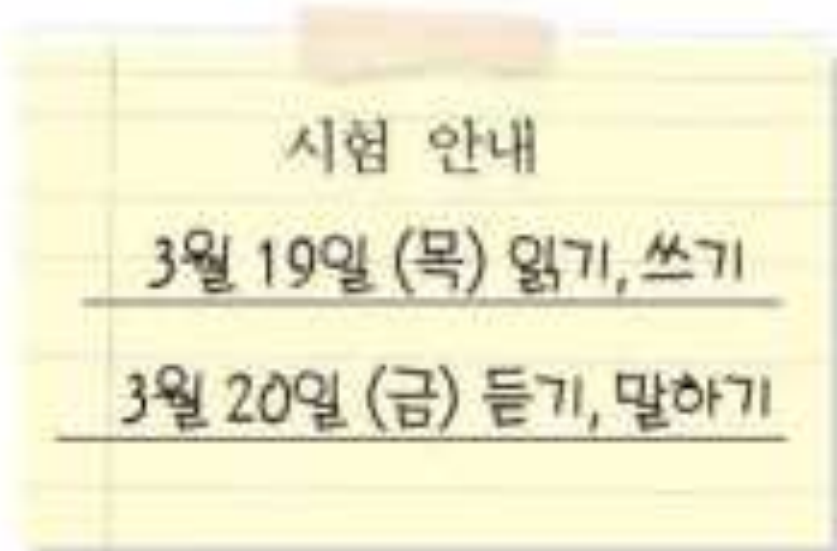 시험 안내
3월 19일 (목) 읽기, 쓰기
3월 20일 (금) 듣기, 말하기